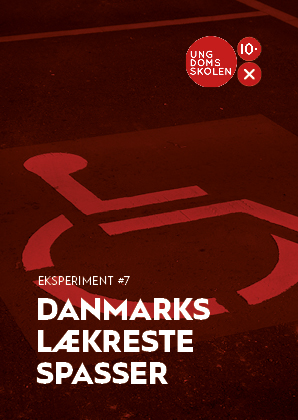 UNG
DOMS
SKOLEN
10.
X
EKSPERIMENT #7
DANMARKS
LÆKRESTE
SPASSER